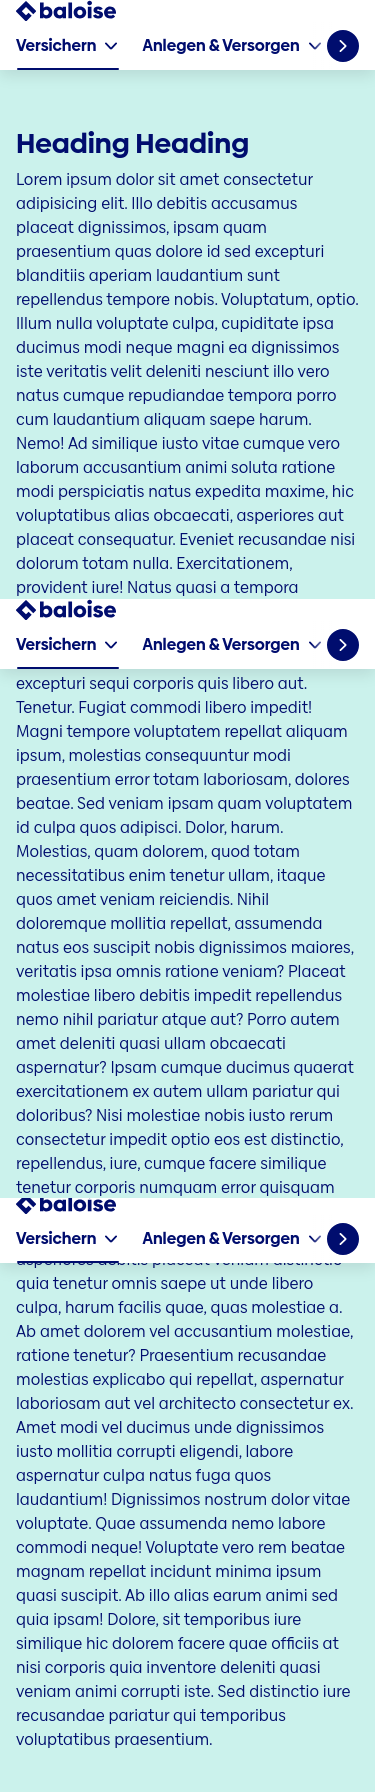 baloise
Versichern Anlegen & Versorgen
Heading Heading
Lorem ipsum dolor sit amet consectetur
adipisicing elit. Illo debitis accusamus
placeat dignissimos, ipsam quam
praesentium quas dolore id sed excepturi
blanditiis aperiam laudantium sunt
repellendus tempore nobis. Voluptatum, optio.
Illum nulla voluptate culpa, cupiditate ipsa
ducimus modi neque magni ea dignissimos
iste veritatis velit deleniti nesciunt illo vero
natus cumque repudiandae tempora porro
cum laudantium aliquam saepe harum.
Nemo! Ad similique iusto vitae cumque vero
laborum accusantium animi soluta ratione
modi perspiciatis natus expedita maxime, hic
voluptatibus alias obcaecati, asperiores aut
placeat consequatur. Eveniet recusandae nisi
dolorum totam nulla. Exercitationem,
provident iure! Natus quasi a tempora
baloise
Versichern Anlegen & Versorgen
excepturi sequi corporis quis libero aut.
Tenetur. Fugiat commodi libero impedit!
Magni tempore voluptatem repellat aliquam
ipsum, molestias consequuntur modi
praesentium error totam laboriosam, dolores
beatae. Sed veniam ipsam quam voluptatem
id culpa quos adipisci. Dolor, harum.
Molestias, quam dolorem, quod totam
necessitatibus enim tenetur ullam, itaque
quos amet veniam reiciendis. Nihil
doloremque mollitia repellat, assumenda
natus eos suscipit nobis dignissimos maiores,
veritatis ipsa omnis ratione veniam? Placeat
molestiae libero debitis impedit repellendus
nemo nihil pariatur atque aut? Porro autem
amet deleniti quasi ullam obcaecati
aspernatur? Ipsam cumque ducimus quaerat
exercitationem ex autem ullam pariatur qui
doloribus? Nisi molestiae nobis iusto rerum
consectetur impedit optio eos est distinctio,
repellendus, iure, cumque facere similique
tenetur corporis numquam error quisquam
baloise
Versichern Anlegen & Versorgen
asperiores debitis placeat veniam distinctio
quia tenetur omnis saepe ut unde libero
culpa, harum facilis quae, quas molestiae a.
Ab amet dolorem vel accusantium molestiae,
ratione tenetur? Praesentium recusandae
molestias explicabo qui repellat, aspernatur
laboriosam aut vel architecto consectetur ex.
Amet modi vel ducimus unde dignissimos
iusto mollitia corrupti eligendi, labore
aspernatur culpa natus fuga quos
laudantium! Dignissimos nostrum dolor vitae
voluptate. Quae assumenda nemo labore
commodi neque! Voluptate vero rem beatae
magnam repellat incidunt minima ipsum
quasi suscipit. Ab illo alias earum animi sed
quia ipsam! Dolore, sit temporibus iure
similique hic dolorem facere quae officiis at
nisi corporis quia inventore deleniti quasi
veniam animi corrupti iste. Sed distinctio iure
recusandae pariatur qui temporibus
voluptatibus praesentium.